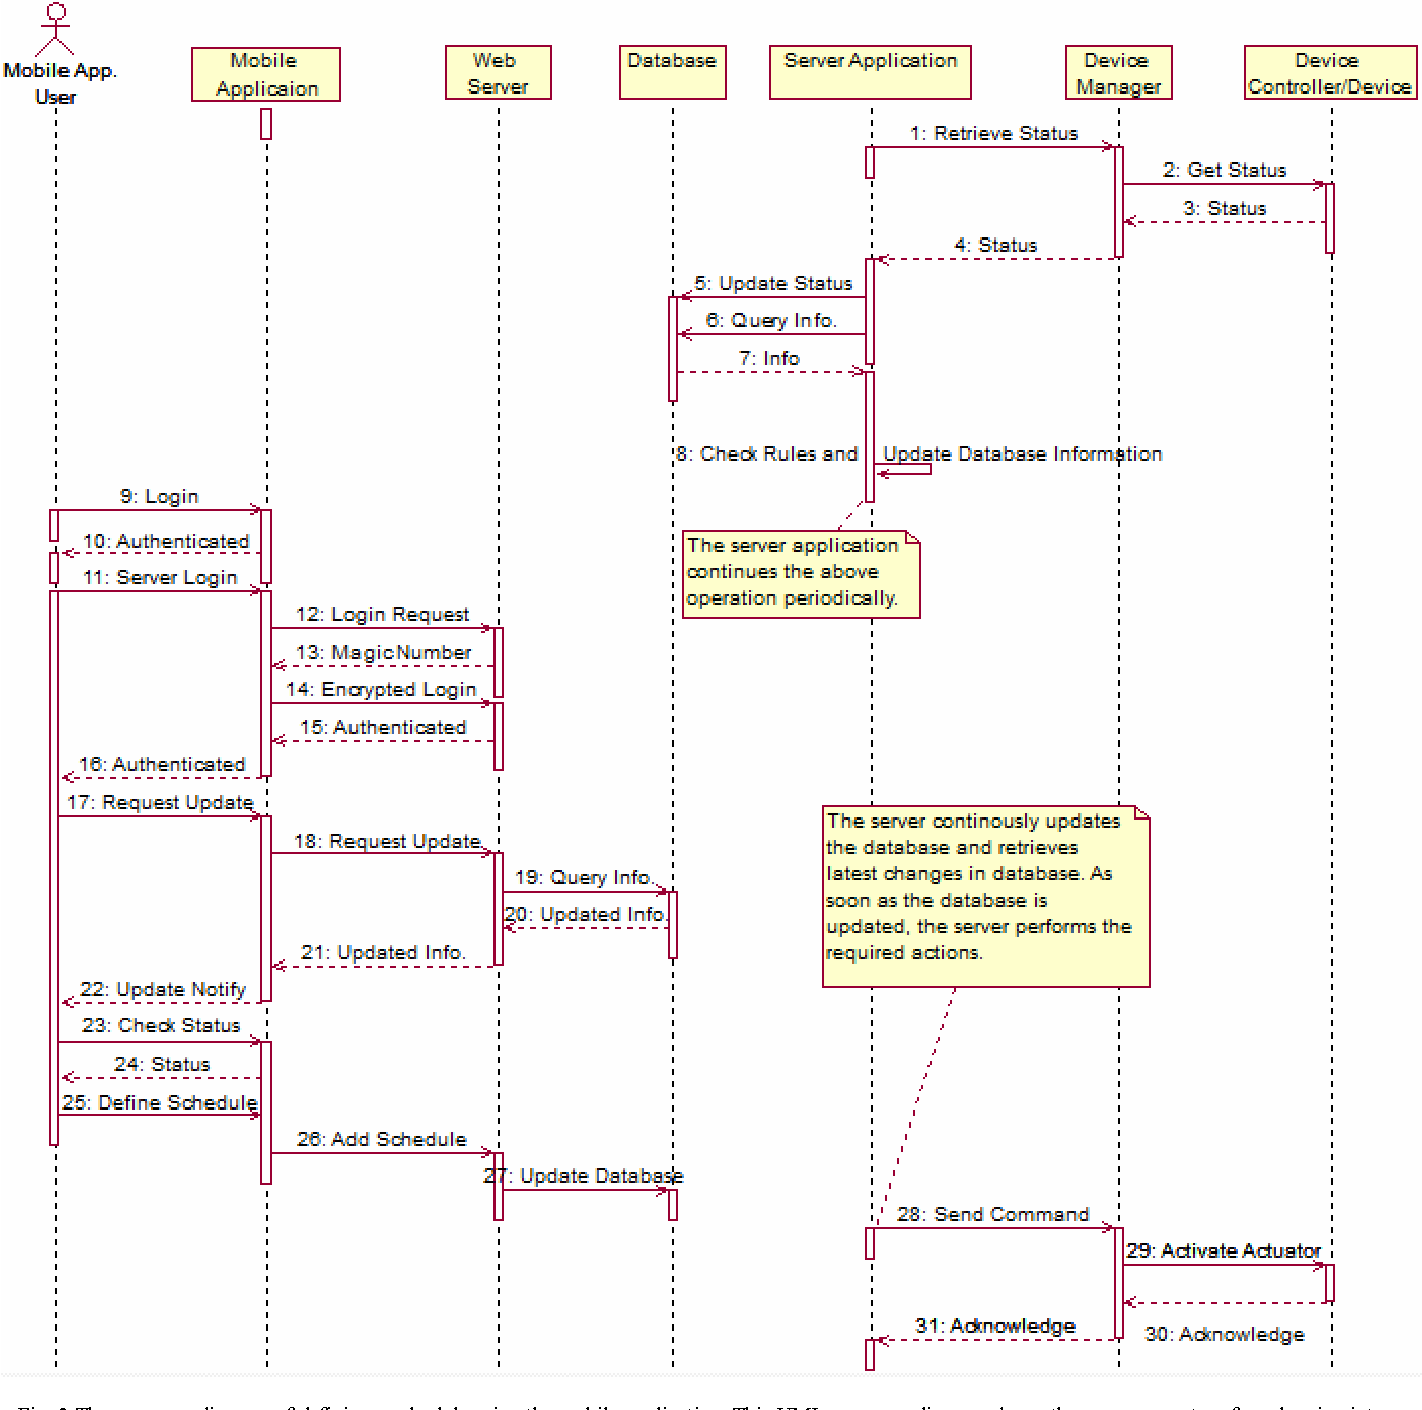 Mobile App.
User
Mobile
Applicaion
Web
Server
Database
Server Application
Device
Manager
Device
Controller/Device
1: Retrieve Status
2: Get Status
3: Status
4: Status
5: Update Status
6: Query Info.
7: Info
8: Check Rules and Update Database Information
9: Login
10: Authenticated
The server application
continues the above
operation periodically.
11: Server Login
12: Login Request
13: Magic Number
14: Encrypted Login
15: Authenticated
16: Authenticated
17: Request Update
18: Request Update.
The server continously updates
the database and retrieves
latest changes in database. As
soon as the database is
updated, the server performs the
required actions.
19: Query Info.
20: Updated Info.
21: Updated Info.
22: Update Notify
23: Check Status
24: Status
25: Define Schedule
26: Add Schedule
27: Update Database
28: Send Command
29: Activate Actuator
31: Acknowledge
30: Acknowledge